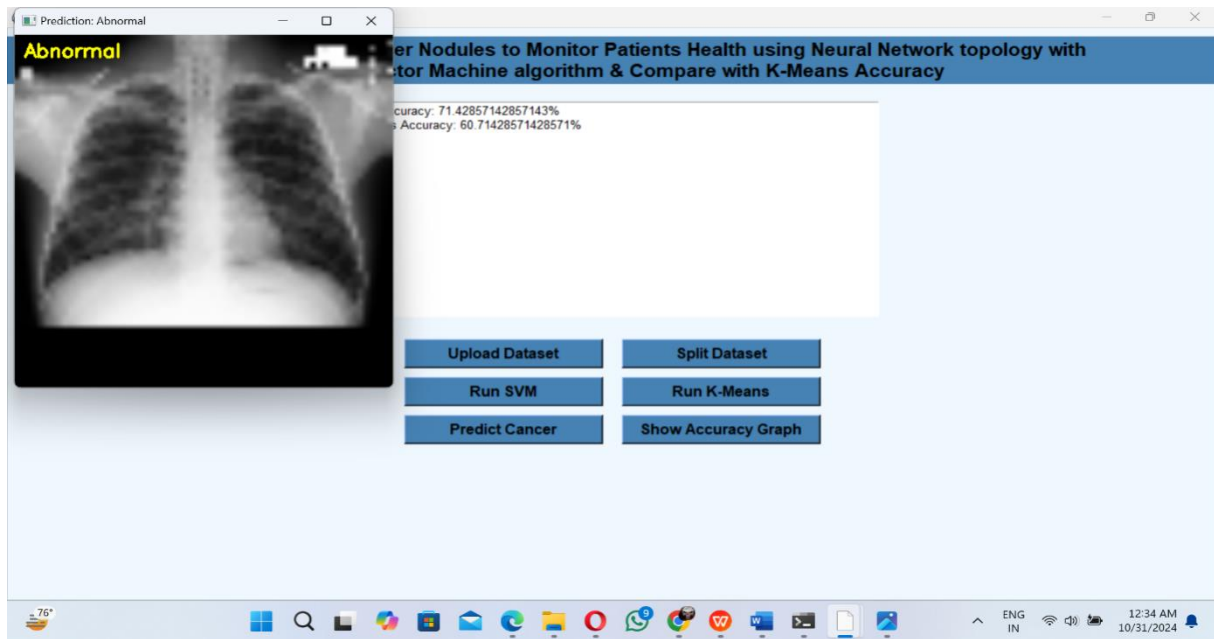 Prediction: Abnormal
Abnormal
er Nodules to Monitor Patients Health using Neural Network topology with
ctor Machine algorithm & Compare with K-Means Accuracy
curacy: 71.42857142857143%
s Accuracy: 60.71428571428571%
Upload Dataset
Split Dataset
Run SVM
Run K-Means
Predict Cancer
Show Accuracy Graph
76°
9
ENG
IN
12:34 AM
10/31/2024